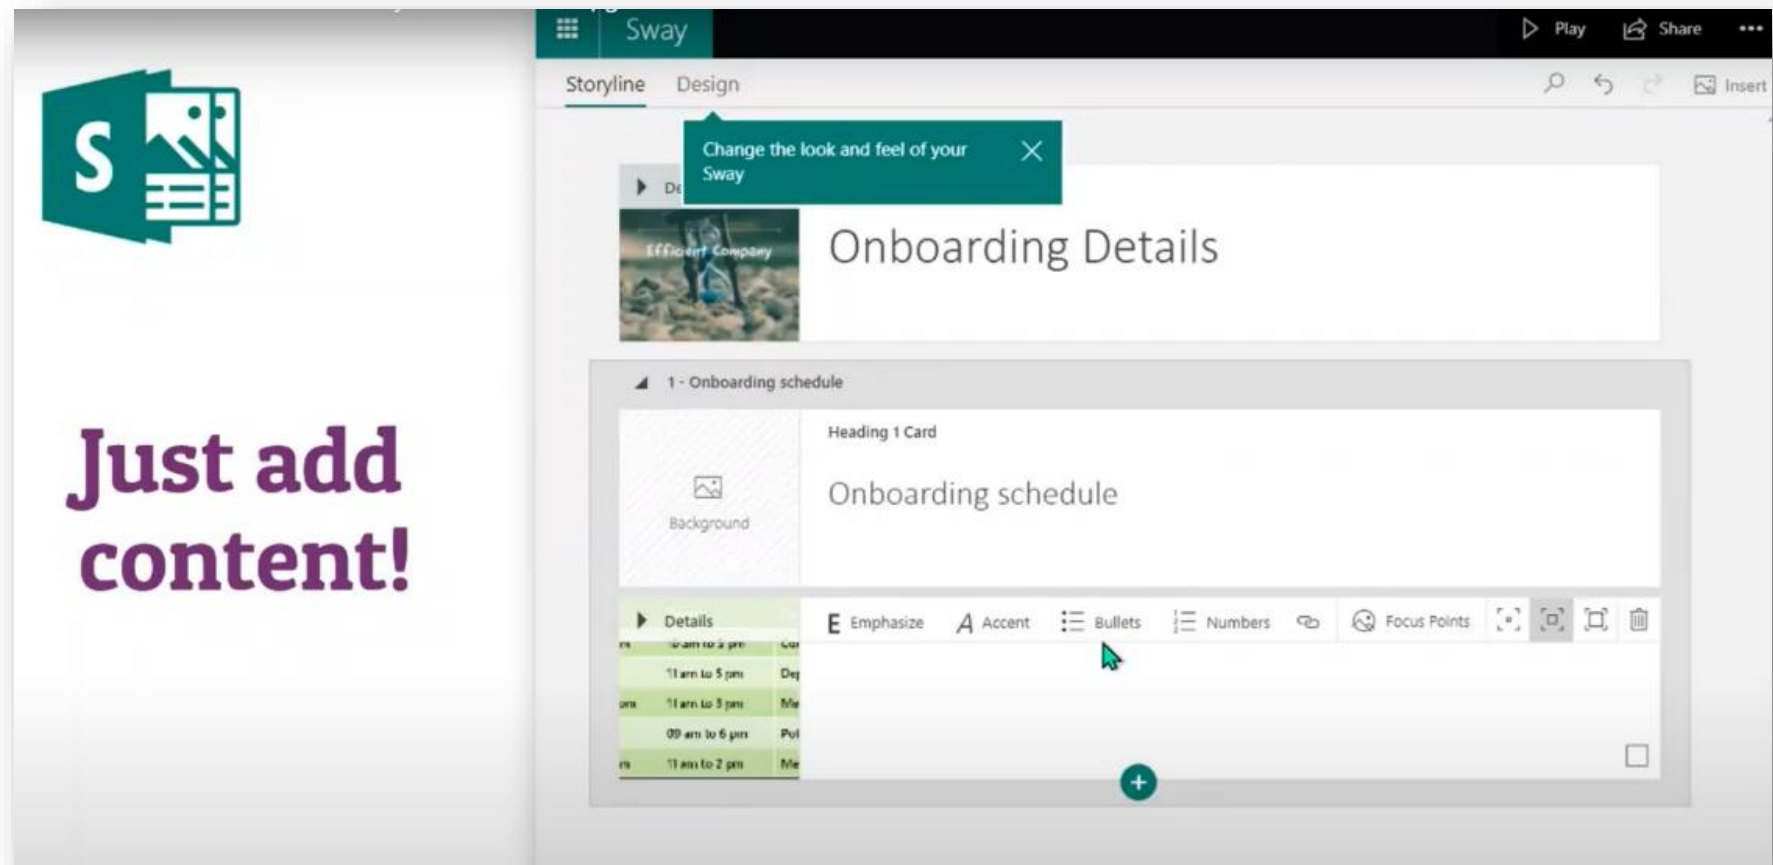 Sway
Play
Share
Storyline
Design
Insert
Change the look and feel of your
Sway
Efficient Company
Onboarding Details
1 - Onboarding schedule
Heading 1 Card
Onboarding schedule
Background
Just add
content!
Details
E Emphasize
A Accent
Bullets
Numbers
Focus Points
11 am to 5 pm
11 am to 3 pm
09 am to 6 pm
11 am to 2 pm